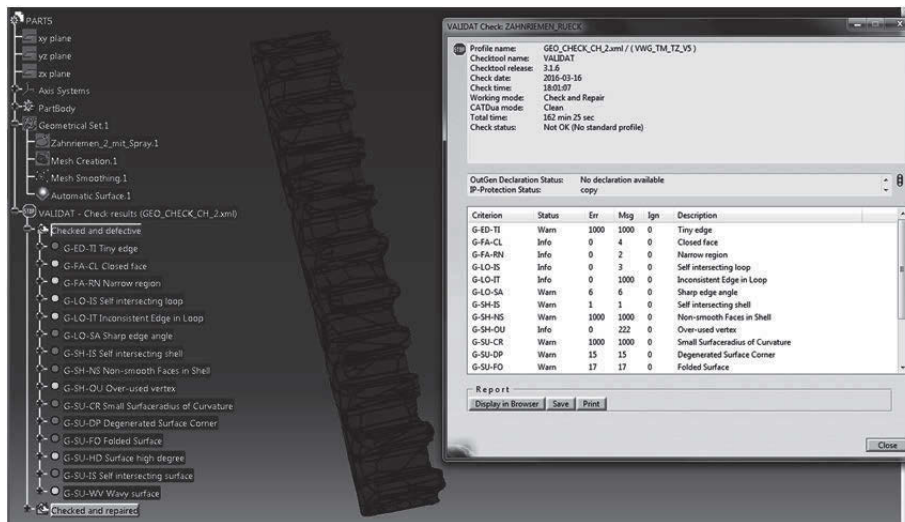 PARTS
xy plane
yz plane
zx plane
Axis Systems
PartBody
Geometrical Set.1
Zahnriemen_2_mit_Spray.1
Mesh Creation.1
Mesh Smoothing.1
Automatic Surface.1
VALIDAT - Check results (GEO_CHECK_CH_2.xml)
Checked and defective
G-ED-TI Tiny edge
G-FA-CL Closed face
G-FA-RN Narrow region
G-LO-IS Self intersecting loop
G-LO-IT Inconsistent Edge in Loop
G-LO-SA Sharp edge angle
G-SH-IS Self intersecting shell
G-SH-NS Non-smooth Faces in Shell
G-SH-OU Over-used vertex
G-SU-CR Small Surfaceradius of Curvature
G-SU-DP Degenerated Surface Corner
G-SU-FO Folded Surface
G-SU-HD Surface high degree
G-SU-IS Self intersecting surface
G-SU-WV Wavy surface
Checked and repaired
VALIDAT Check: ZAHNRIEMEN_RUECK
STOP
Profile name: GEO_CHECK_CH_2.xml / ( VWG_TM_TZ_V5 )
Checktool name: VALIDAT
Checktool release: 3.1.6
Check date: 2016-03-16
Check time: 18:01:07
Working mode: Check and Repair
CATDua mode: Clean
Total time: 162 min 25 sec
Check status: Not OK (No standard profile)
OutGen Declaration Status: No declaration available
IP-Protection Status: copy
Criterion Status Err Msg Ign Description
G-ED-TI Warn 1000 1000 0 Tiny edge
G-FA-CL Info 0 4 0 Closed face
G-FA-RN Info 0 2 0 Narrow region
G-LO-IS Info 0 3 0 Self intersecting loop
G-LO-IT Info 0 1000 0 Inconsistent Edge in Loop
G-LO-SA Warn 6 6 0 Sharp edge angle
G-SH-IS Warn 1 1 0 Self intersecting shell
G-SH-NS Warn 1000 1000 0 Non-smooth Faces in Shell
G-SH-OU Info 0 222 0 Over-used vertex
G-SU-CR Warn 1000 1000 0 Small Surfaceradius of Curvature
G-SU-DP Warn 15 15 0 Degenerated Surface Corner
G-SU-FO Warn 17 17 0 Folded Surface
Report
Display in Browser Save Print
Close